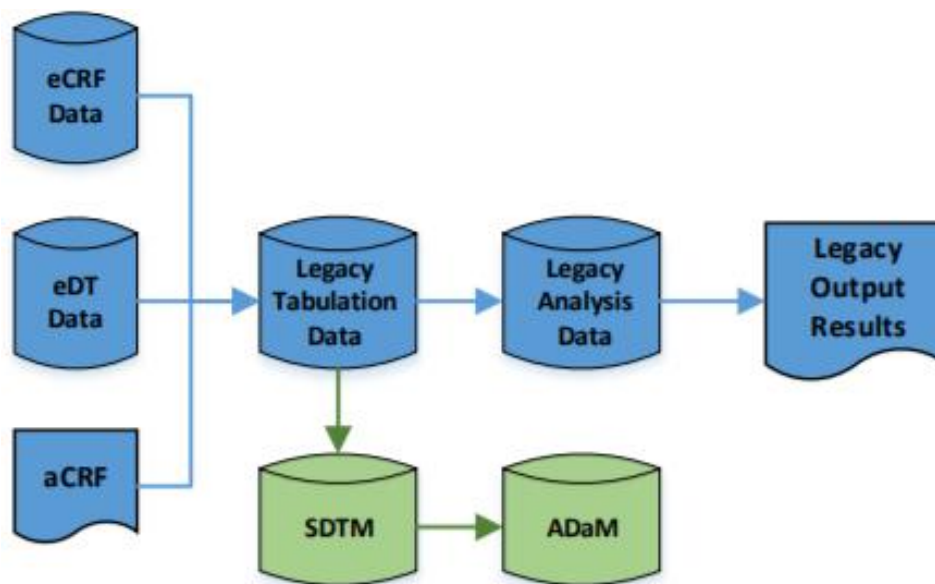 eCRF
Data
eDT
Data
aCRF
Legacy
Tabulation
Data
Legacy
Analysis
Data
Legacy
Output
Results
SDTM
ADaM